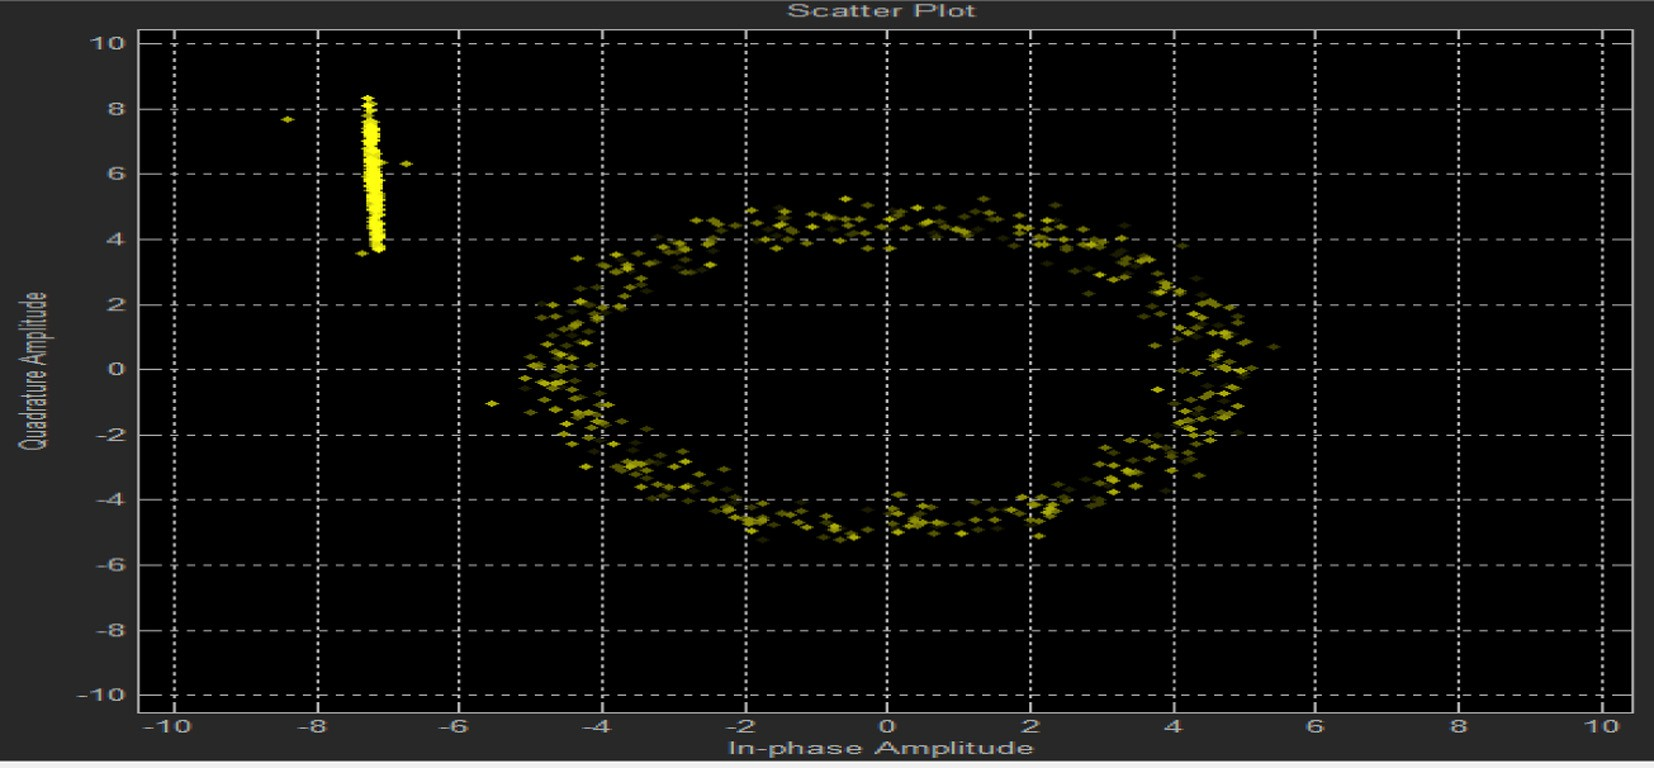 Scatter Plot
10
8
6
4
2
0
-2
-4
-6
-8
-10
Quadrature Amplitude
-10 -8 -6 -4 -2 0 2 4 6 8 10
In-phase Amplitude